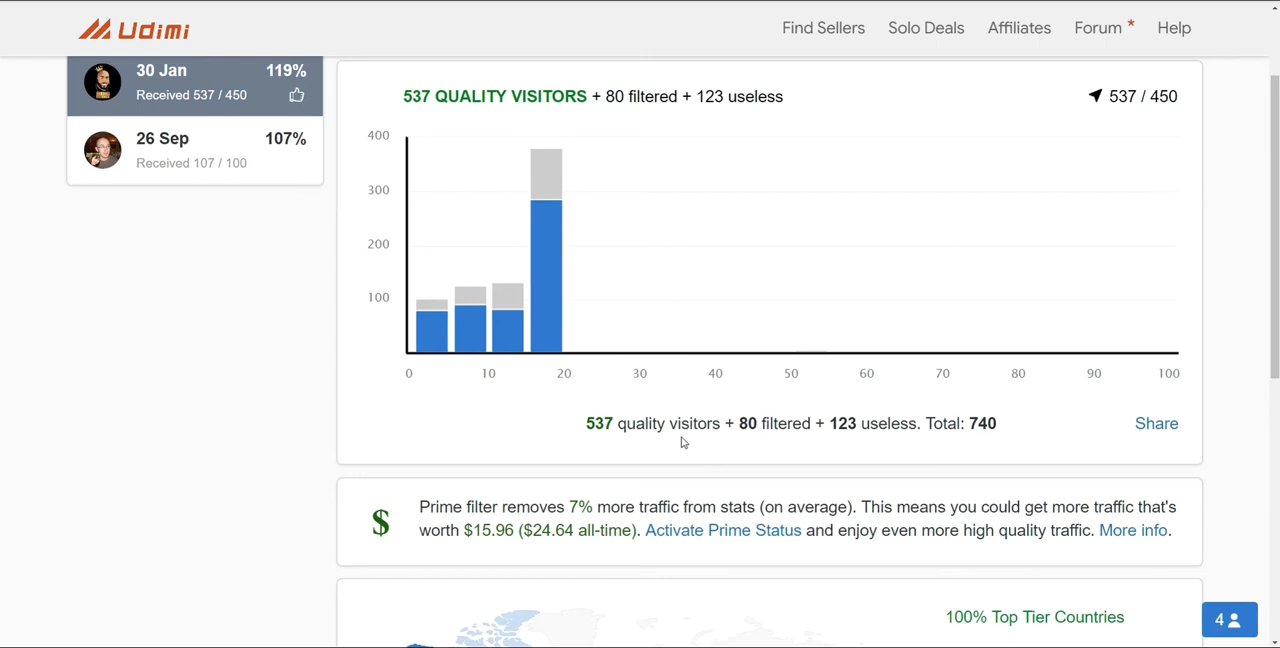 Udimi
Find Sellers Solo Deals Affiliates Forum * Help
30 Jan 119%
Received 537 / 450
26 Sep 107%
Received 107 / 100
537 QUALITY VISITORS + 80 filtered + 123 useless 537 / 450
400
300
200
100
0 10 20 30 40 50 60 70 80 90 100
537 quality visitors + 80 filtered + 123 useless. Total: 740 Share
$
Prime filter removes 7% more traffic from stats (on average). This means you could get more traffic that's
worth $15.96 ($24.64 all-time). Activate Prime Status and enjoy even more high quality traffic. More info.
100% Top Tier Countries
4